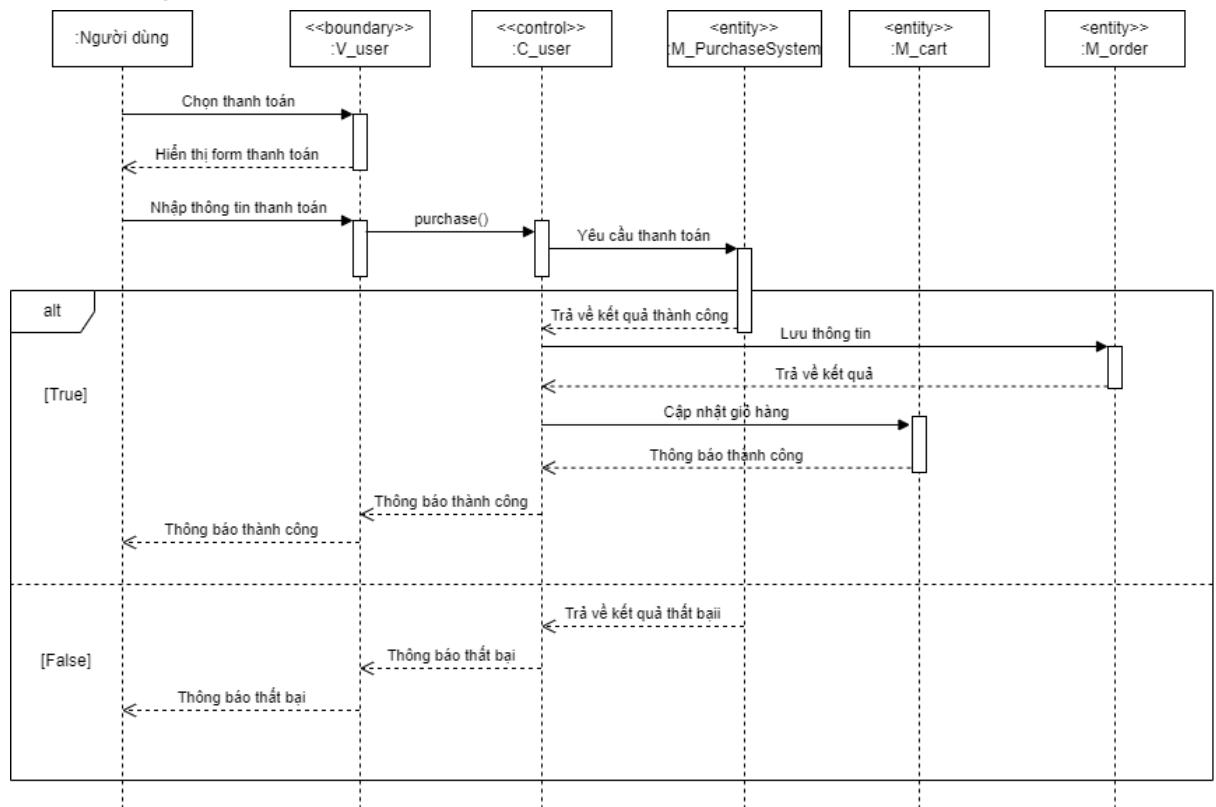 :Người dùng
<<boundary>>
:V_user
<<control>>
:C_user
<entity>>
:M_PurchaseSystem
<entity>>
:M_cart
<entity>>
:M_order
Chọn thanh toán
Hiển thị form thanh toán
Nhập thông tin thanh toán
purchase()
Yêu cầu thanh toán
alt
Trả về kết quả thành công
Lưu thông tin
Trả về kết quả
[True]
Cập nhật giỏ hàng
Thông báo thành công
Thông báo thành công
Thông báo thành công
Trả về kết quả thất bạii
[False]
Thông báo thất bại
Thông báo thất bại